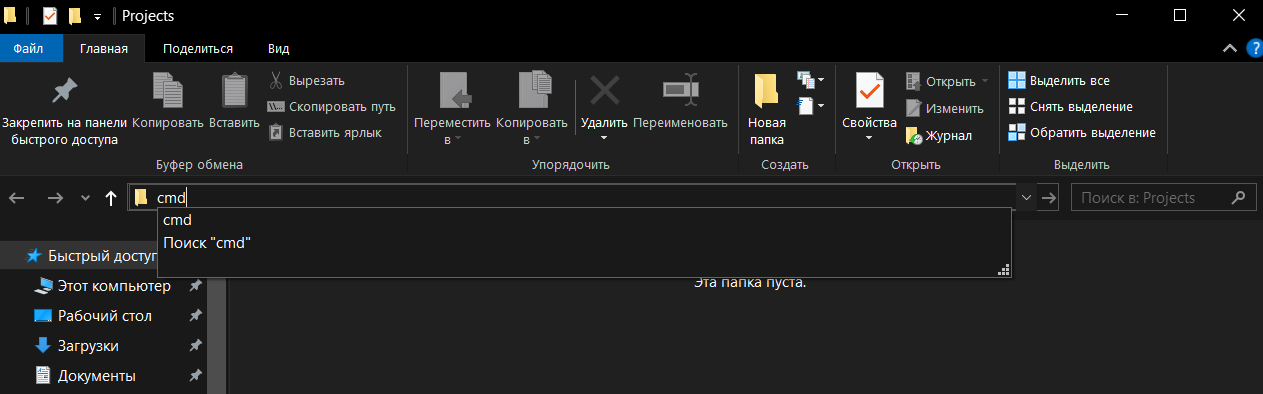 Projects
Файл Главная Поделиться Вид
Закрепить на панели
быстрого доступа
Копировать
Вставить
Вырезать
Скопировать путь
Вставить ярлык
Буфер обмена
Переместить
в
Копировать
в
Удалить
Переименовать
Упорядочить
Новая
папка
Создать
Свойства
Открыть
Изменить
Журнал
Открыть
Выделить все
Снять выделение
Обратить выделение
Выделить
cmd
Поиск в: Projects
cmd
Поиск "cmd"
Быстрый доступ
Эта папка пуста.
Этот компьютер
Рабочий стол
Загрузки
Документы